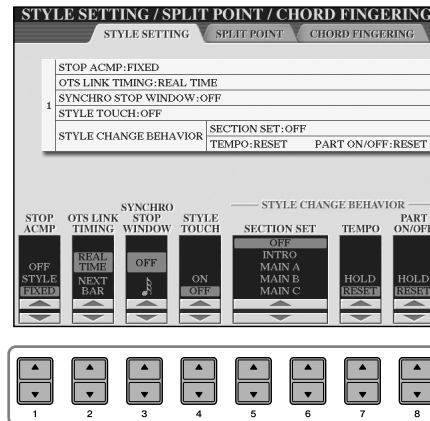 STYLE SETTING / SPLIT POINT / CHORD FINGERING
STYLE SETTING SPLIT POINT CHORD FINGERING
STOP ACMP:FIXED
OTS LINK TIMING:REAL TIME
1
SYNCHRO STOP WINDOW:OFF
STYLE TOUCH:OFF
STYLE CHANGE BEHAVIOR
SECTION SET:OFF
TEMPO:RESET PART ON/OFF:RESET
STYLE CHANGE BEHAVIOR
STOP ACMP
OFF
STYLE
FIXED
OTS LINK TIMING
REAL TIME
NEXT BAR
SYNCHRO STOP WINDOW
OFF
STYLE TOUCH
ON
OFF
SECTION SET
OFF
INTRO
MAIN A
MAIN B
MAIN C
TEMPO
HOLD
RESET
PART ON/OFF
HOLD
RESET
1 2 3 4 5 6 7 8